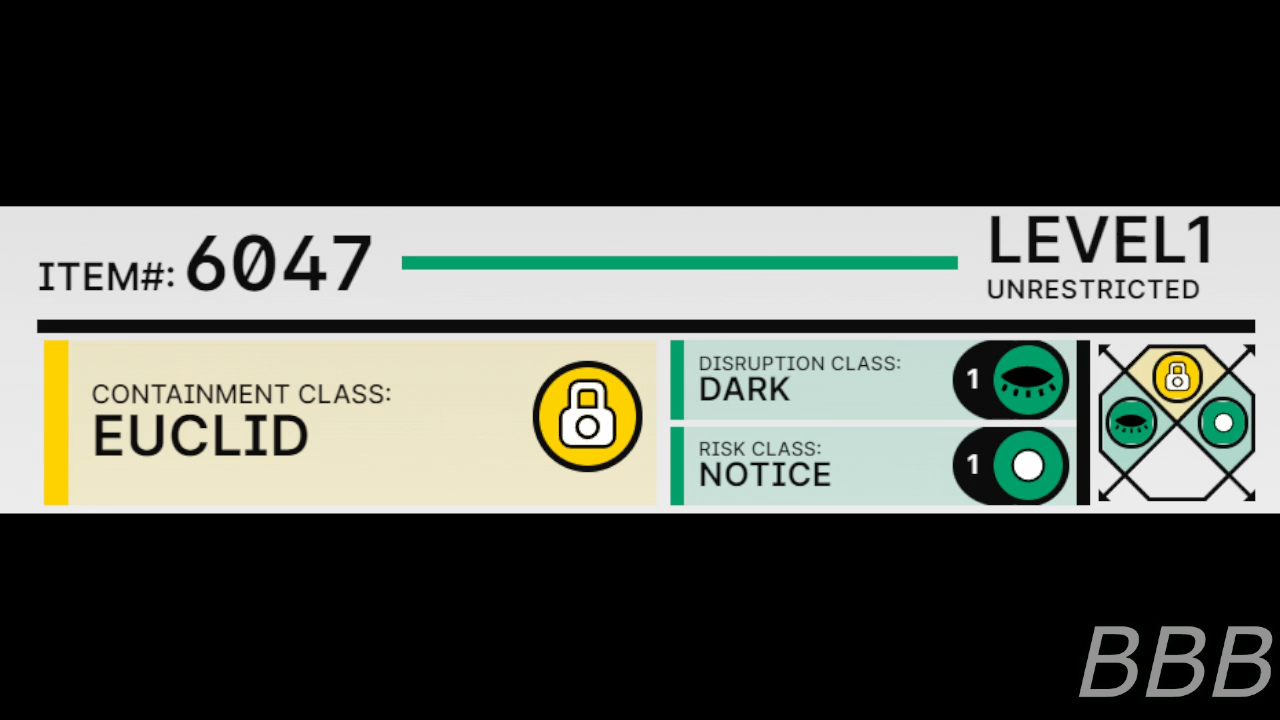 ITEM#: 6047
LEVEL1
UNRESTRICTED
CONTAINMENT CLASS:
EUCLID
DISRUPTION CLASS:
DARK
1
RISK CLASS:
NOTICE
1
BBB